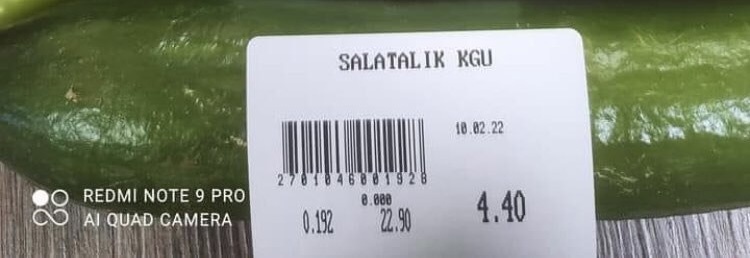 SALATALIK KGU
10.02.22
2701046001928
0.000
0.192 22.90 4.40
REDMI NOTE 9 PRO
AI QUAD CAMERA